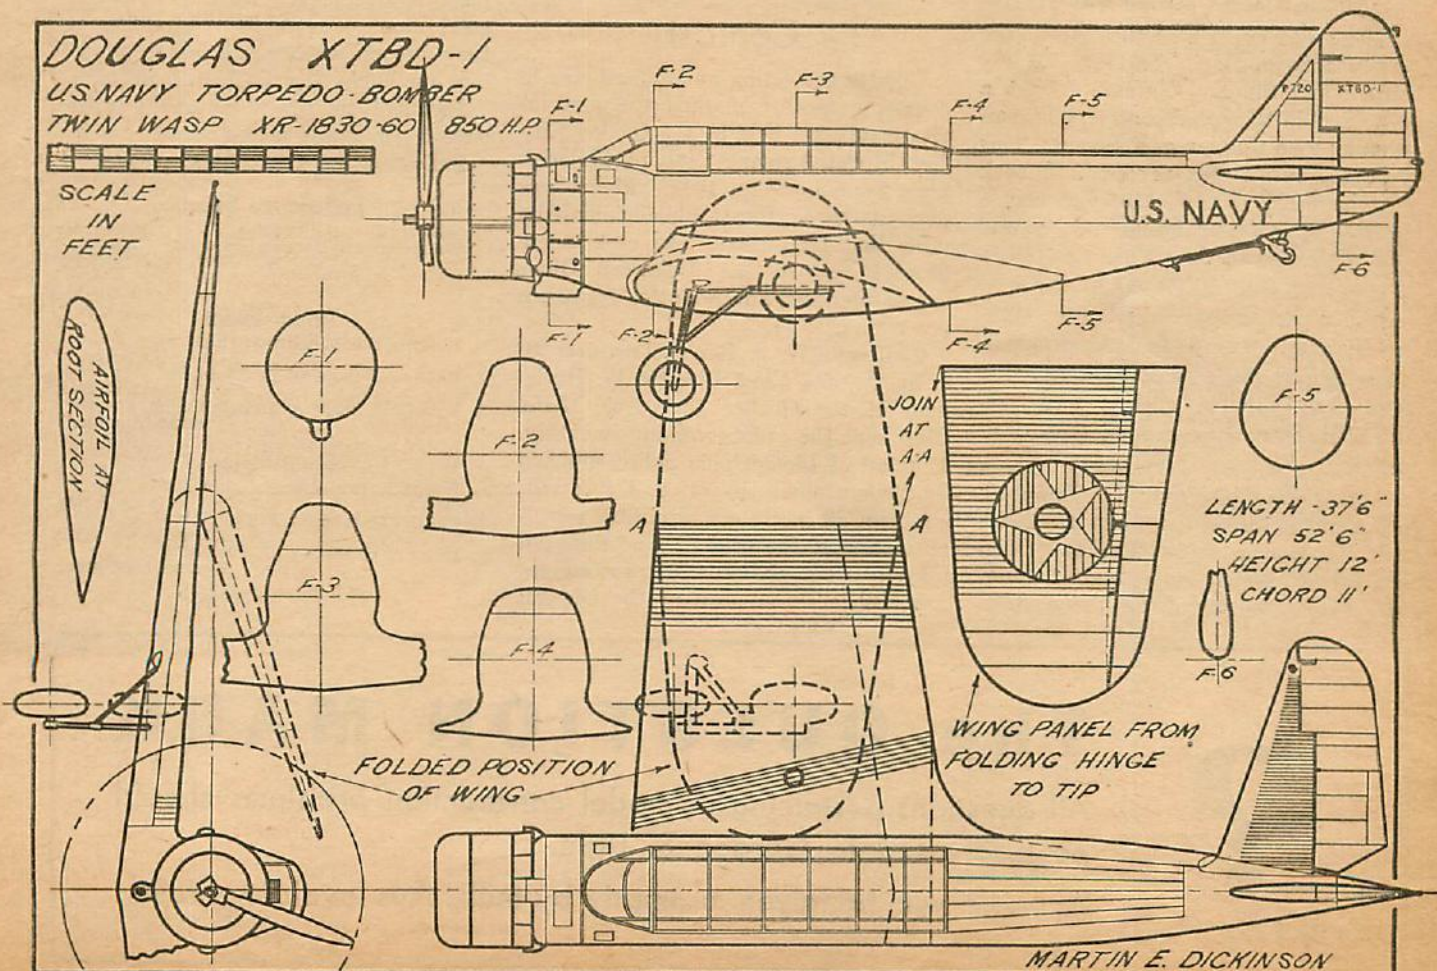 DOUGLAS XTBD-1
U.S. NAVY TORPEDO-BOMBER
TWIN WASP XR-1830-60 850 H.P.
SCALE
IN
FEET
F-1
F-2
F-3
F-4
F-5
XTBD-1
U.S. NAVY
F-6
F-1
F-2
F-4
F-5
AIRFOIL AT
ROOT SECTION
F-1
F-2
F-3
F-4
JOIN
AT
A-A
A
A
F-5
LENGTH - 37'6"
SPAN 52'6"
HEIGHT 12'
CHORD 11'
F-6
FOLDED POSITION
OF WING
WING PANEL FROM
FOLDING HINGE
TO TIP
MARTIN E. DICKINSON